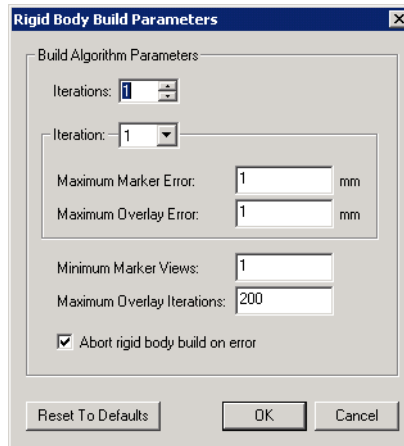 Rigid Body Build Parameters
Build Algorithm Parameters
Iterations: 1
Iteration: 1
Maximum Marker Error: 1 mm
Maximum Overlay Error: 1 mm
Minimum Marker Views: 1
Maximum Overlay Iterations: 200
Abort rigid body build on error
Reset To Defaults OK Cancel